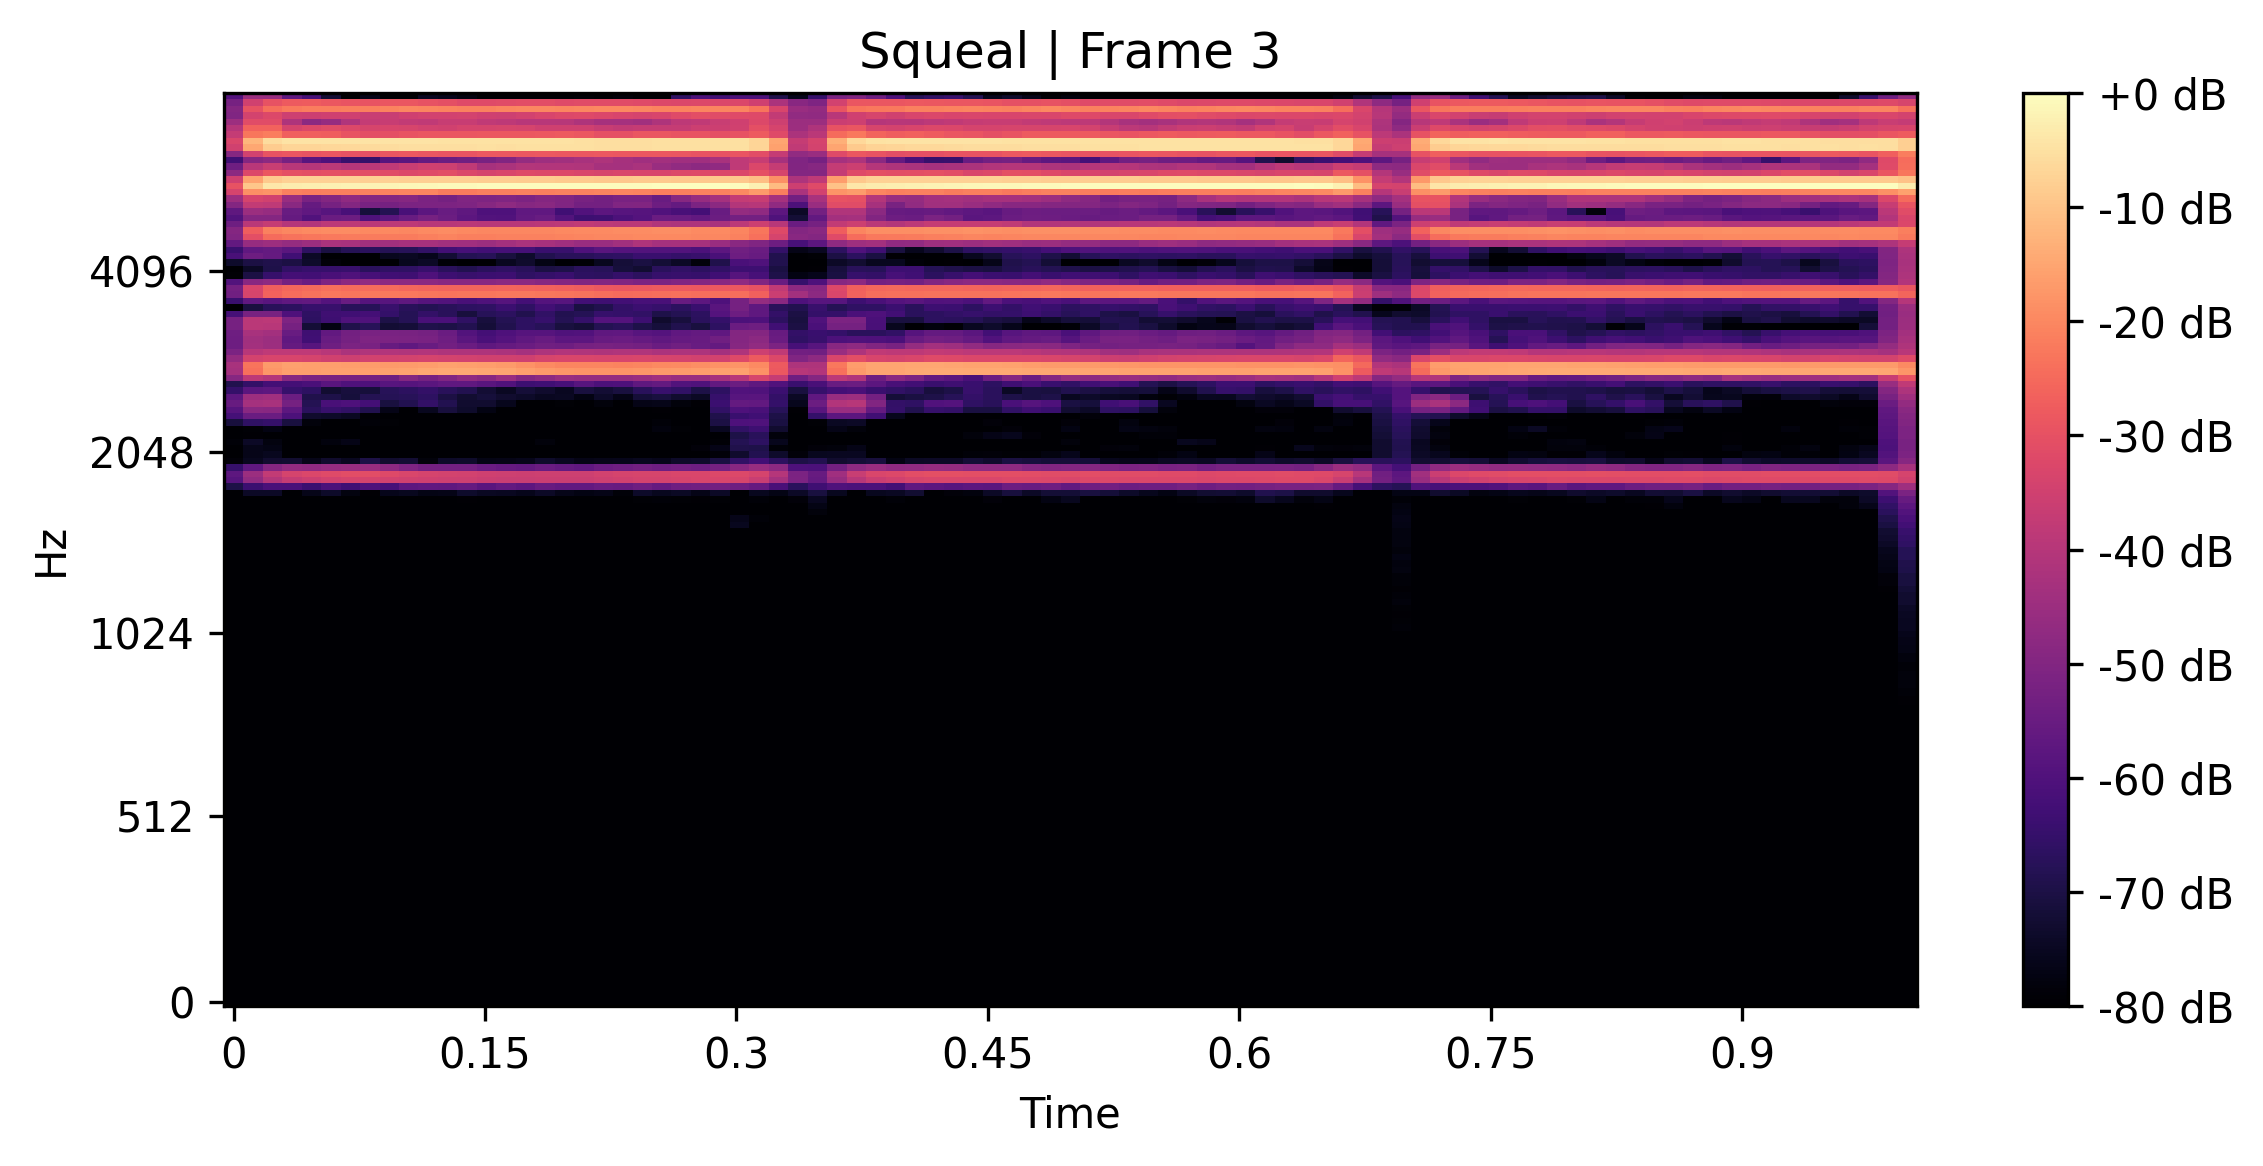 Squeal | Frame 3
+0 dB
-10 dB
-20 dB
-30 dB
-40 dB
-50 dB
-60 dB
-70 dB
-80 dB
Hz
4096
2048
1024
512
0
0 0.15 0.3 0.45 0.6 0.75 0.9
Time